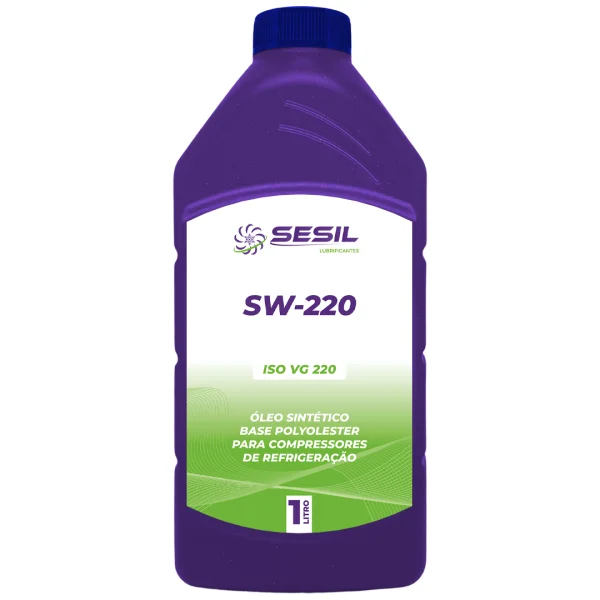 SESIL
LUBRIFICANTES
SW-220
ISO VG 220
ÓLEO SINTÉTICO
BASE POLYOLESTER
PARA COMPRESSORES
DE REFRIGERAÇÃO
1 LITRO